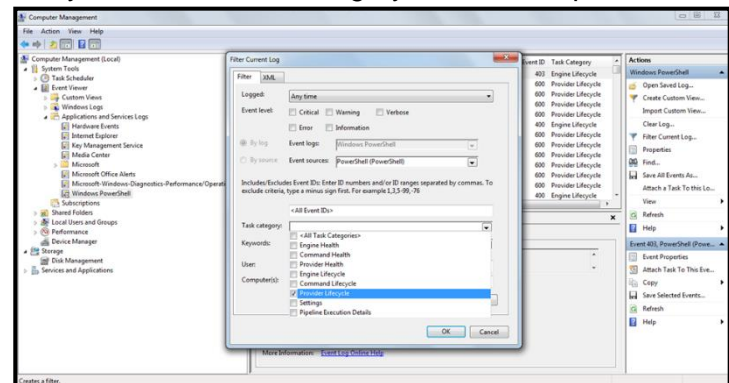 Computer Management
File Action View Help
Computer Management (Local)
System Tools
Task Scheduler
Event Viewer
Custom Views
Windows Logs
Applications and Services Logs
Hardware Events
Internet Explorer
Key Management Service
Media Center
Microsoft
Microsoft Office Alerts
Microsoft-Windows-Diagnostics-Performance/Operati
Windows PowerShell
Subscriptions
Shared Folders
Local Users and Groups
Performance
Device Manager
Storage
Disk Management
Services and Applications
Filter Current Log
Filter XML
Logged: Any time
Event level: Critical Warning Verbose
Error Information
By log Event logs: Windows PowerShell
By source Event sources: PowerShell (PowerShell)
Includes/Excludes Event IDs: Enter ID numbers and/or ID ranges separated by commas. To
exclude criteria, type a minus sign first. For example 1,3,5-99,-76
<All Event IDs>
Task category:
<All Task Categories>
Keywords: Engine Health
Command Health
User: Provider Health
Engine Lifecycle
Computer(s): Command Lifecycle
Provider Lifecycle
Settings
Pipeline Execution Details
OK Cancel
More Information: Event Log Online Help
Event ID Task Category
403 Engine Lifecycle
600 Provider Lifecycle
600 Provider Lifecycle
600 Provider Lifecycle
600 Provider Lifecycle
600 Provider Lifecycle
400 Engine Lifecycle
600 Provider Lifecycle
600 Provider Lifecycle
600 Provider Lifecycle
600 Provider Lifecycle
600 Provider Lifecycle
600 Provider Lifecycle
400 Engine Lifecycle
Actions
Windows PowerShell
Open Saved Log...
Create Custom View...
Import Custom View...
Clear Log...
Filter Current Log...
Properties
Find...
Save All Events As...
Attach a Task To this Lo...
View
Refresh
Help
Event 403, PowerShell (Powe...
Event Properties
Attach Task To This Eve...
Copy
Save Selected Events...
Refresh
Help
Creates a filter.